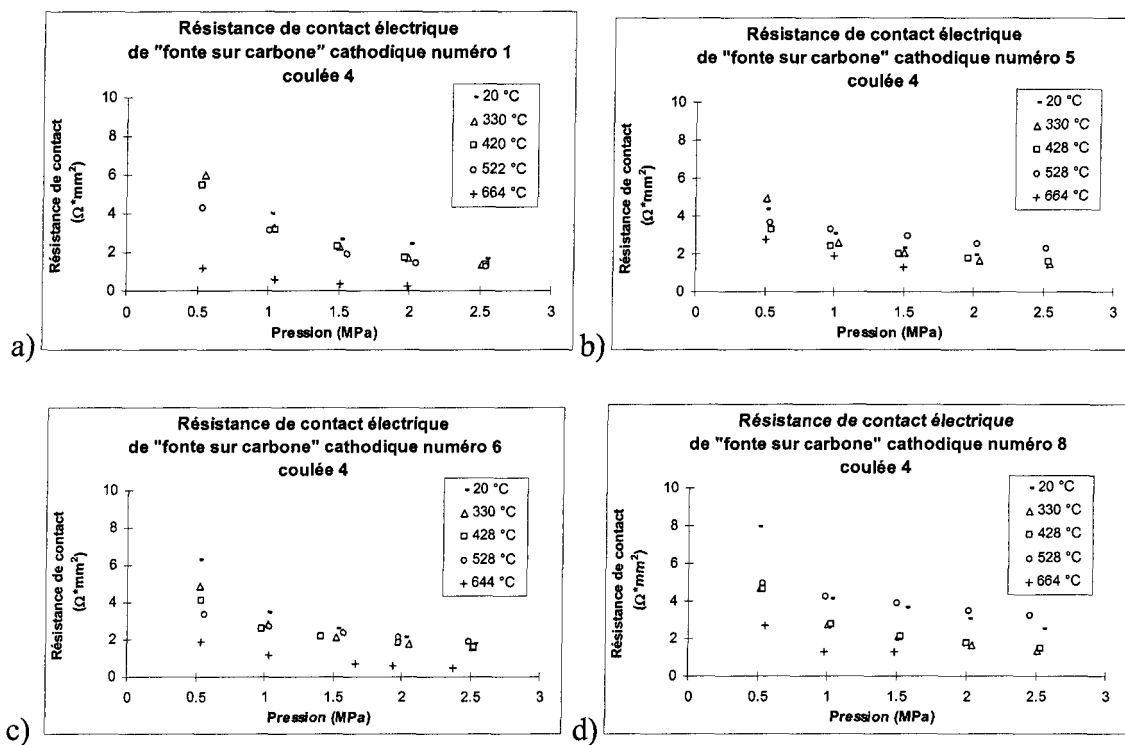 Résistance de contact électrique
de "fonte sur carbone" cathodique numéro 1
coulée 4
Résistance de contact
(Ω*mm²)
10
8
6
4
2
0
0
0.5
1
1.5
2
2.5
3
Pression (MPa)
20 °C
330 °C
420 °C
522 °C
664 °C
a)
Résistance de contact électrique
de "fonte sur carbone" cathodique numéro 5
coulée 4
Résistance de contact
(Ω*mm²)
10
8
6
4
2
0
0
0.5
1
1.5
2
2.5
3
Pression (MPa)
20 °C
330 °C
428 °C
528 °C
664 °C
b)
Résistance de contact électrique
de "fonte sur carbone" cathodique numéro 6
coulée 4
Résistance de contact
(Ω*mm²)
10
8
6
4
2
0
0
0.5
1
1.5
2
2.5
3
Pression (MPa)
20 °C
330 °C
428 °C
528 °C
644 °C
c)
Résistance de contact électrique
de "fonte sur carbone" cathodique numéro 8
coulée 4
Résistance de contact
(Ω*mm²)
10
8
6
4
2
0
0
0.5
1
1.5
2
2.5
3
Pression (MPa)
20 °C
330 °C
428 °C
528 °C
664 °C
d)